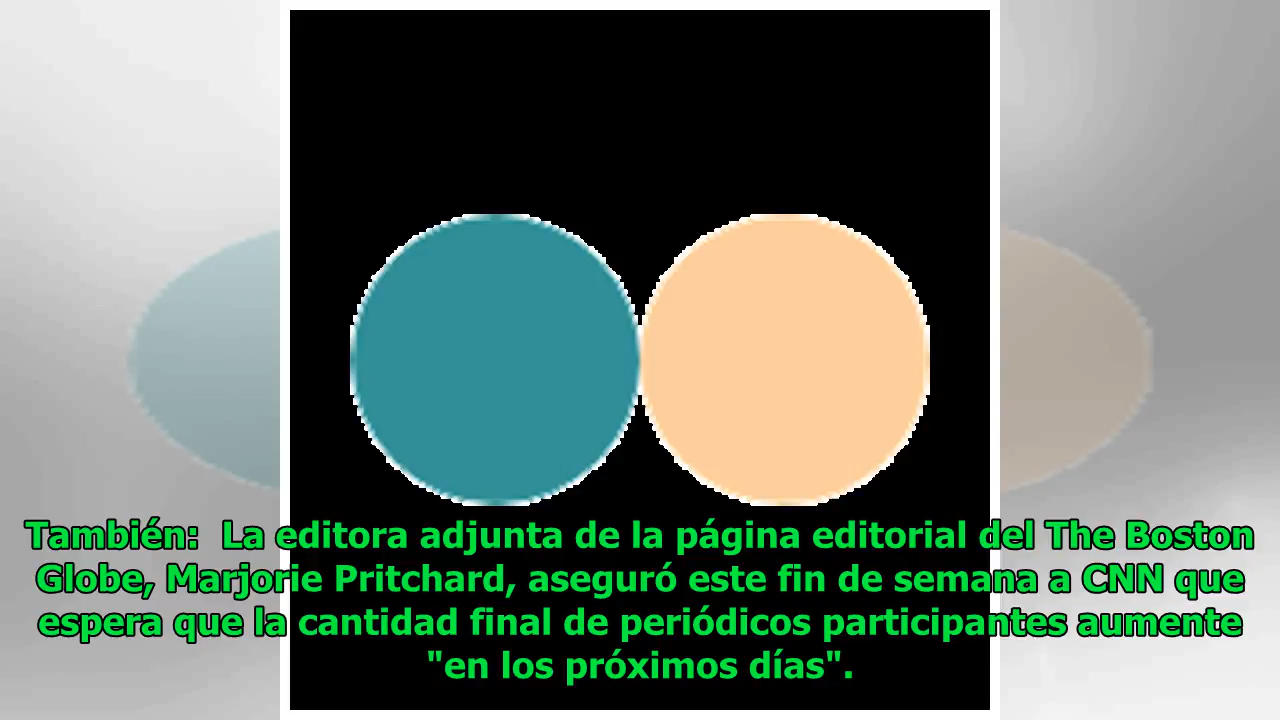 También:  La editora adjunta de la página editorial del The Boston
Globe, Marjorie Pritchard, aseguró este fin de semana a CNN que
espera que la cantidad final de periódicos participantes aumente
"en los próximos días".